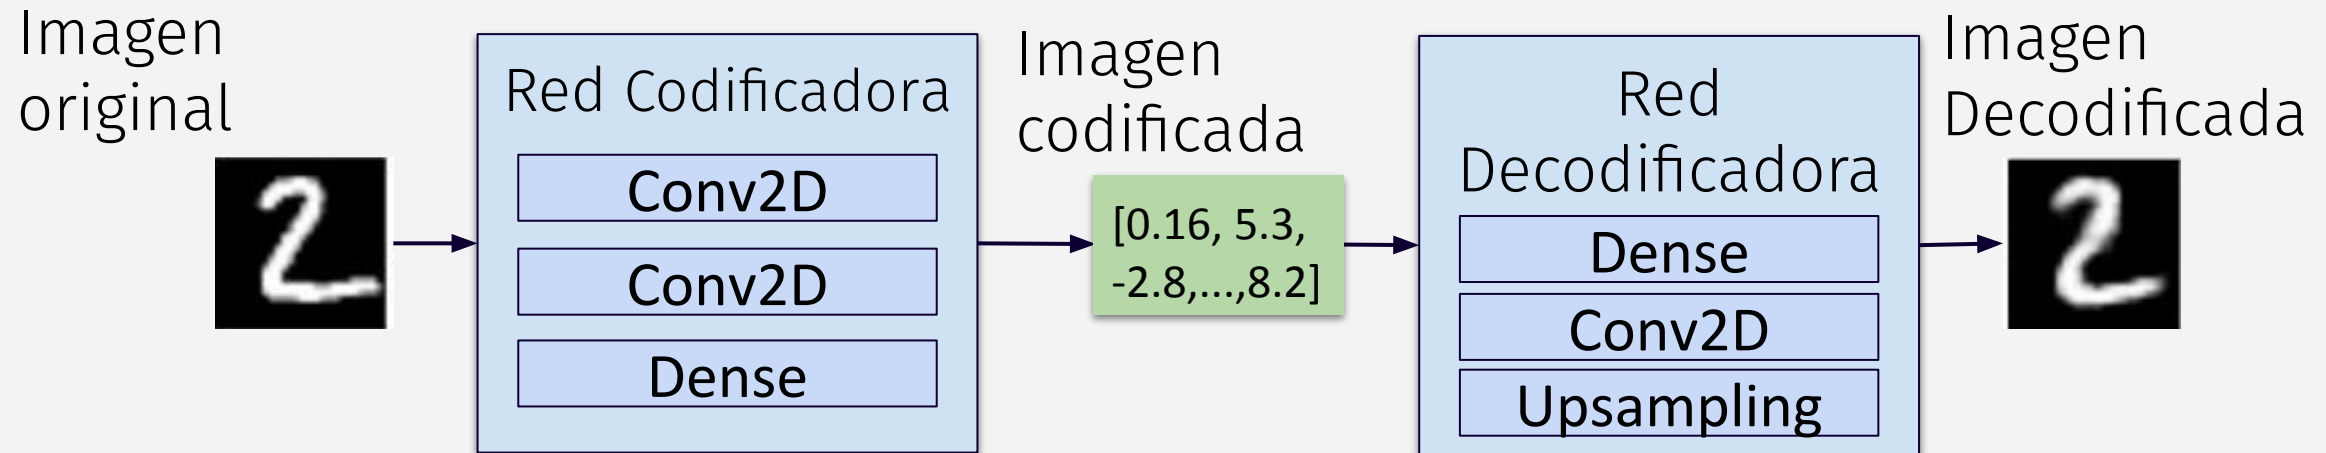 Imagen
original
Red Codificadora
Conv2D
Conv2D
Dense
Imagen
codificada
[0.16, 5.3,
-2.8,...,8.2]
Red
Decodificadora
Dense
Conv2D
Upsampling
Imagen
Decodificada